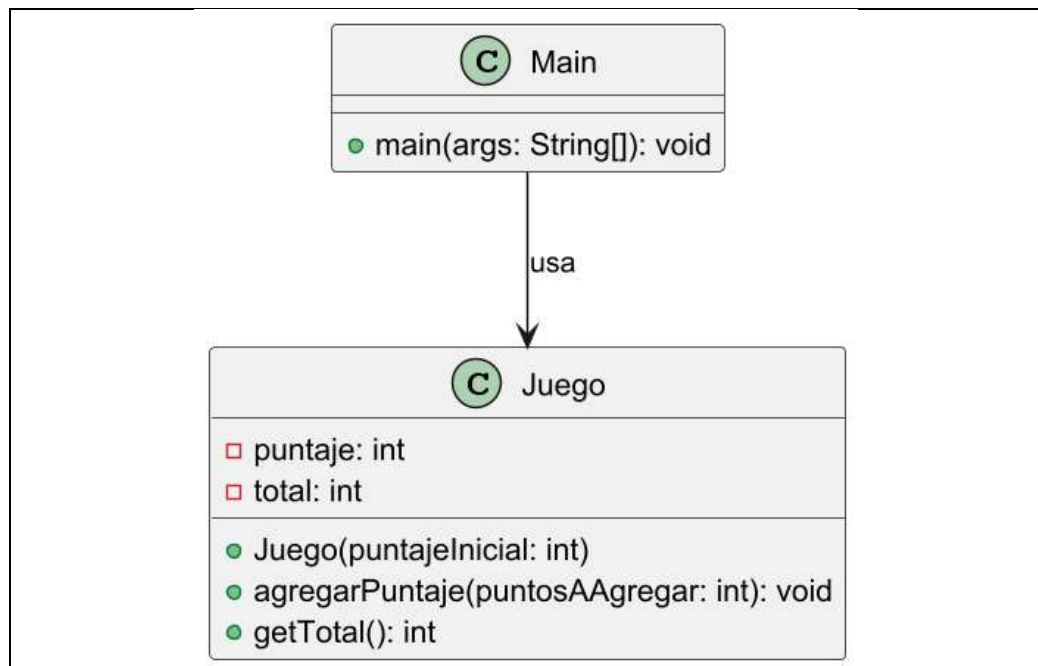 C Main
main(args: String[]): void
usa
C Juego
puntaje: int
total: int
Juego(puntajeInicial: int)
agregarPuntaje(puntosAAgregar: int): void
getTotal(): int